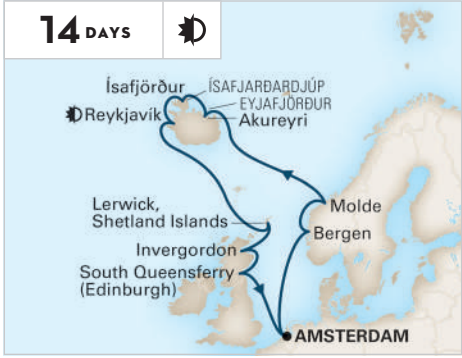 14 DAYS
Ísafjörður
ÍSAFJARÐARDJÚP
EYJAFJÖRÐUR
Reykjavík
Akureyri
Lerwick,
Shetland Islands
Molde
Bergen
Invergordon
South Queensferry
(Edinburgh)
AMSTERDAM